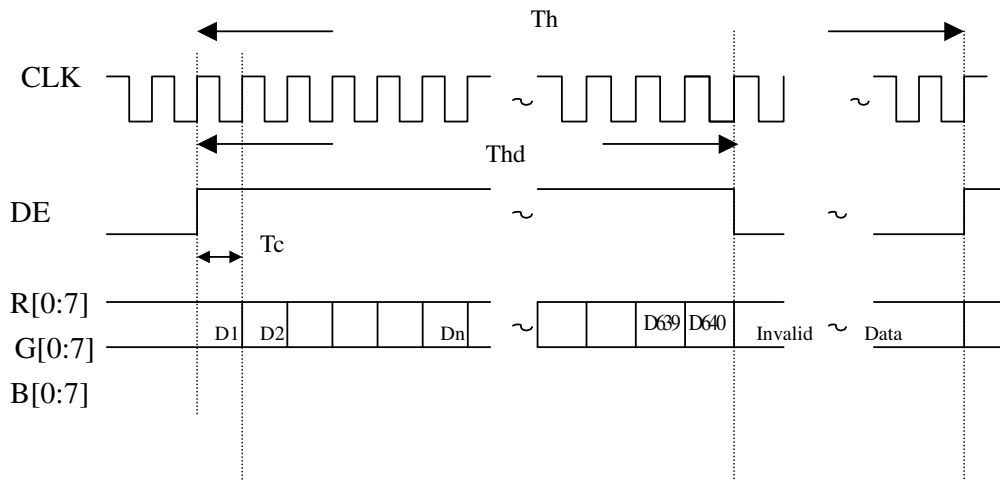 Th
CLK
Thd
DE
Tc
R[0:7]
D1 D2 Dn D639 D640 Invalid Data
G[0:7]
B[0:7]